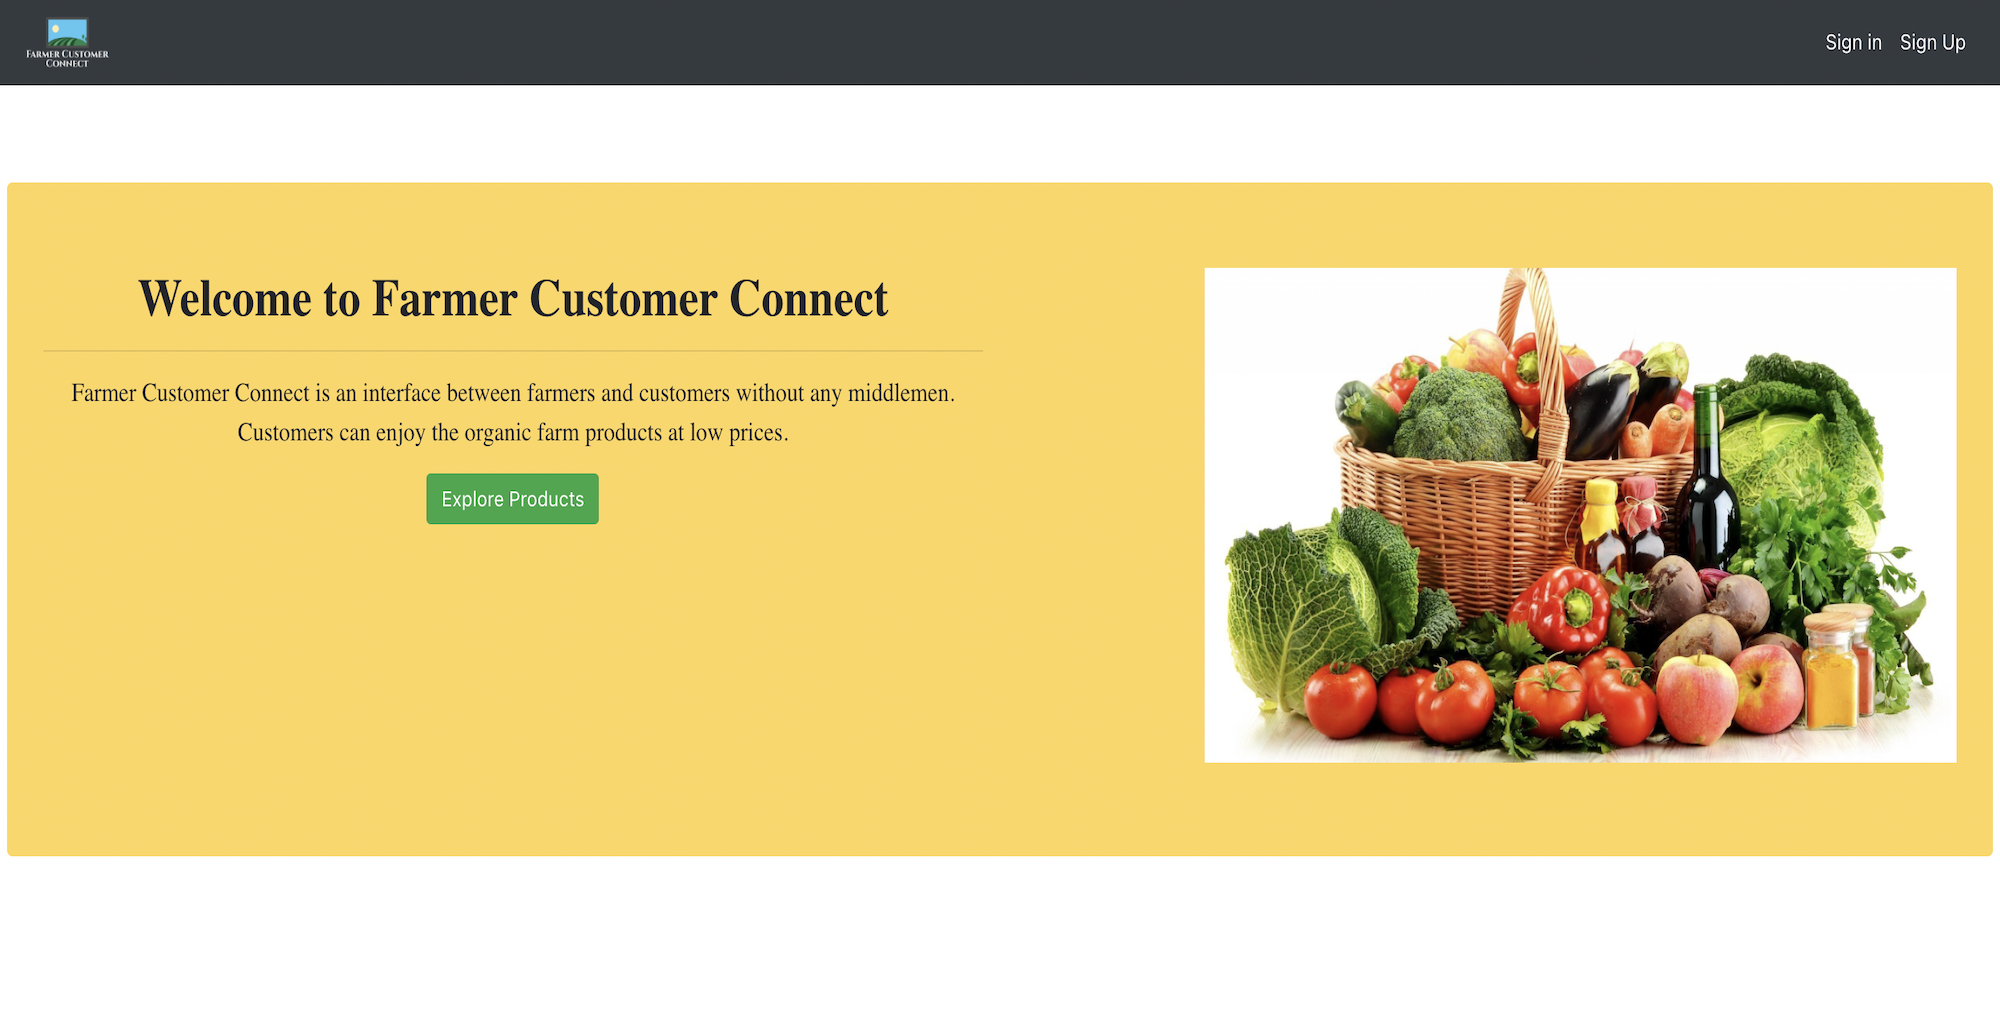 Farmer Customer
Connect
Sign in Sign Up
Welcome to Farmer Customer Connect
Farmer Customer Connect is an interface between farmers and customers without any middlemen.
Customers can enjoy the organic farm products at low prices.
Explore Products